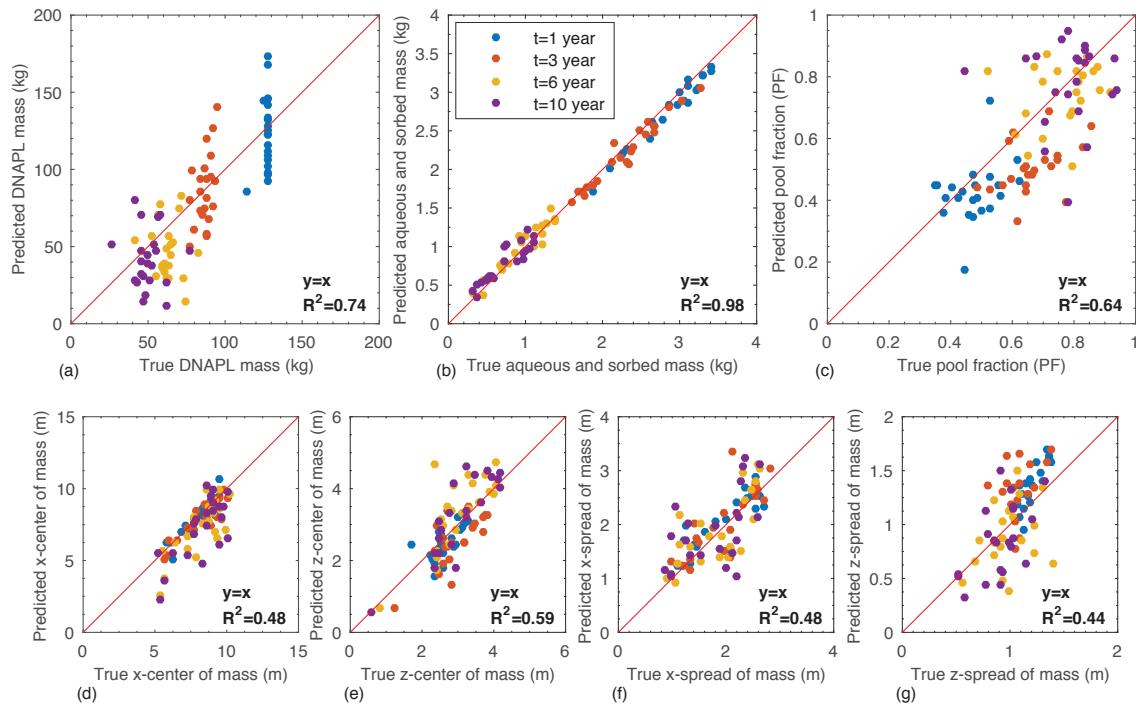 200
150
100
50
0
0 50 100 150 200
Predicted DNAPL mass (kg)
True DNAPL mass (kg)
y=x
R²=0.74
(a)
4
3.5
3
2.5
2
1.5
1
0.5
0
0 1 2 3 4
Predicted aqueous and sorbed mass (kg)
True aqueous and sorbed mass (kg)
t=1 year
t=3 year
t=6 year
t=10 year
y=x
R²=0.98
(b)
1
0.8
0.6
0.4
0.2
0
0 0.2 0.4 0.6 0.8 1
Predicted pool fraction (PF)
True pool fraction (PF)
y=x
R²=0.64
(c)
15
10
5
0
0 5 10 15
Predicted x-center of mass (m)
True x-center of mass (m)
y=x
R²=0.48
(d)
6
4
2
0
0 2 4 6
Predicted z-center of mass (m)
True z-center of mass (m)
y=x
R²=0.59
(e)
4
3
2
1
0
0 1 2 3 4
Predicted x-spread of mass (m)
True x-spread of mass (m)
y=x
R²=0.48
(f)
2
1.5
1
0.5
0
0 0.5 1 1.5 2
Predicted z-spread of mass (m)
True z-spread of mass (m)
y=x
R²=0.44
(g)